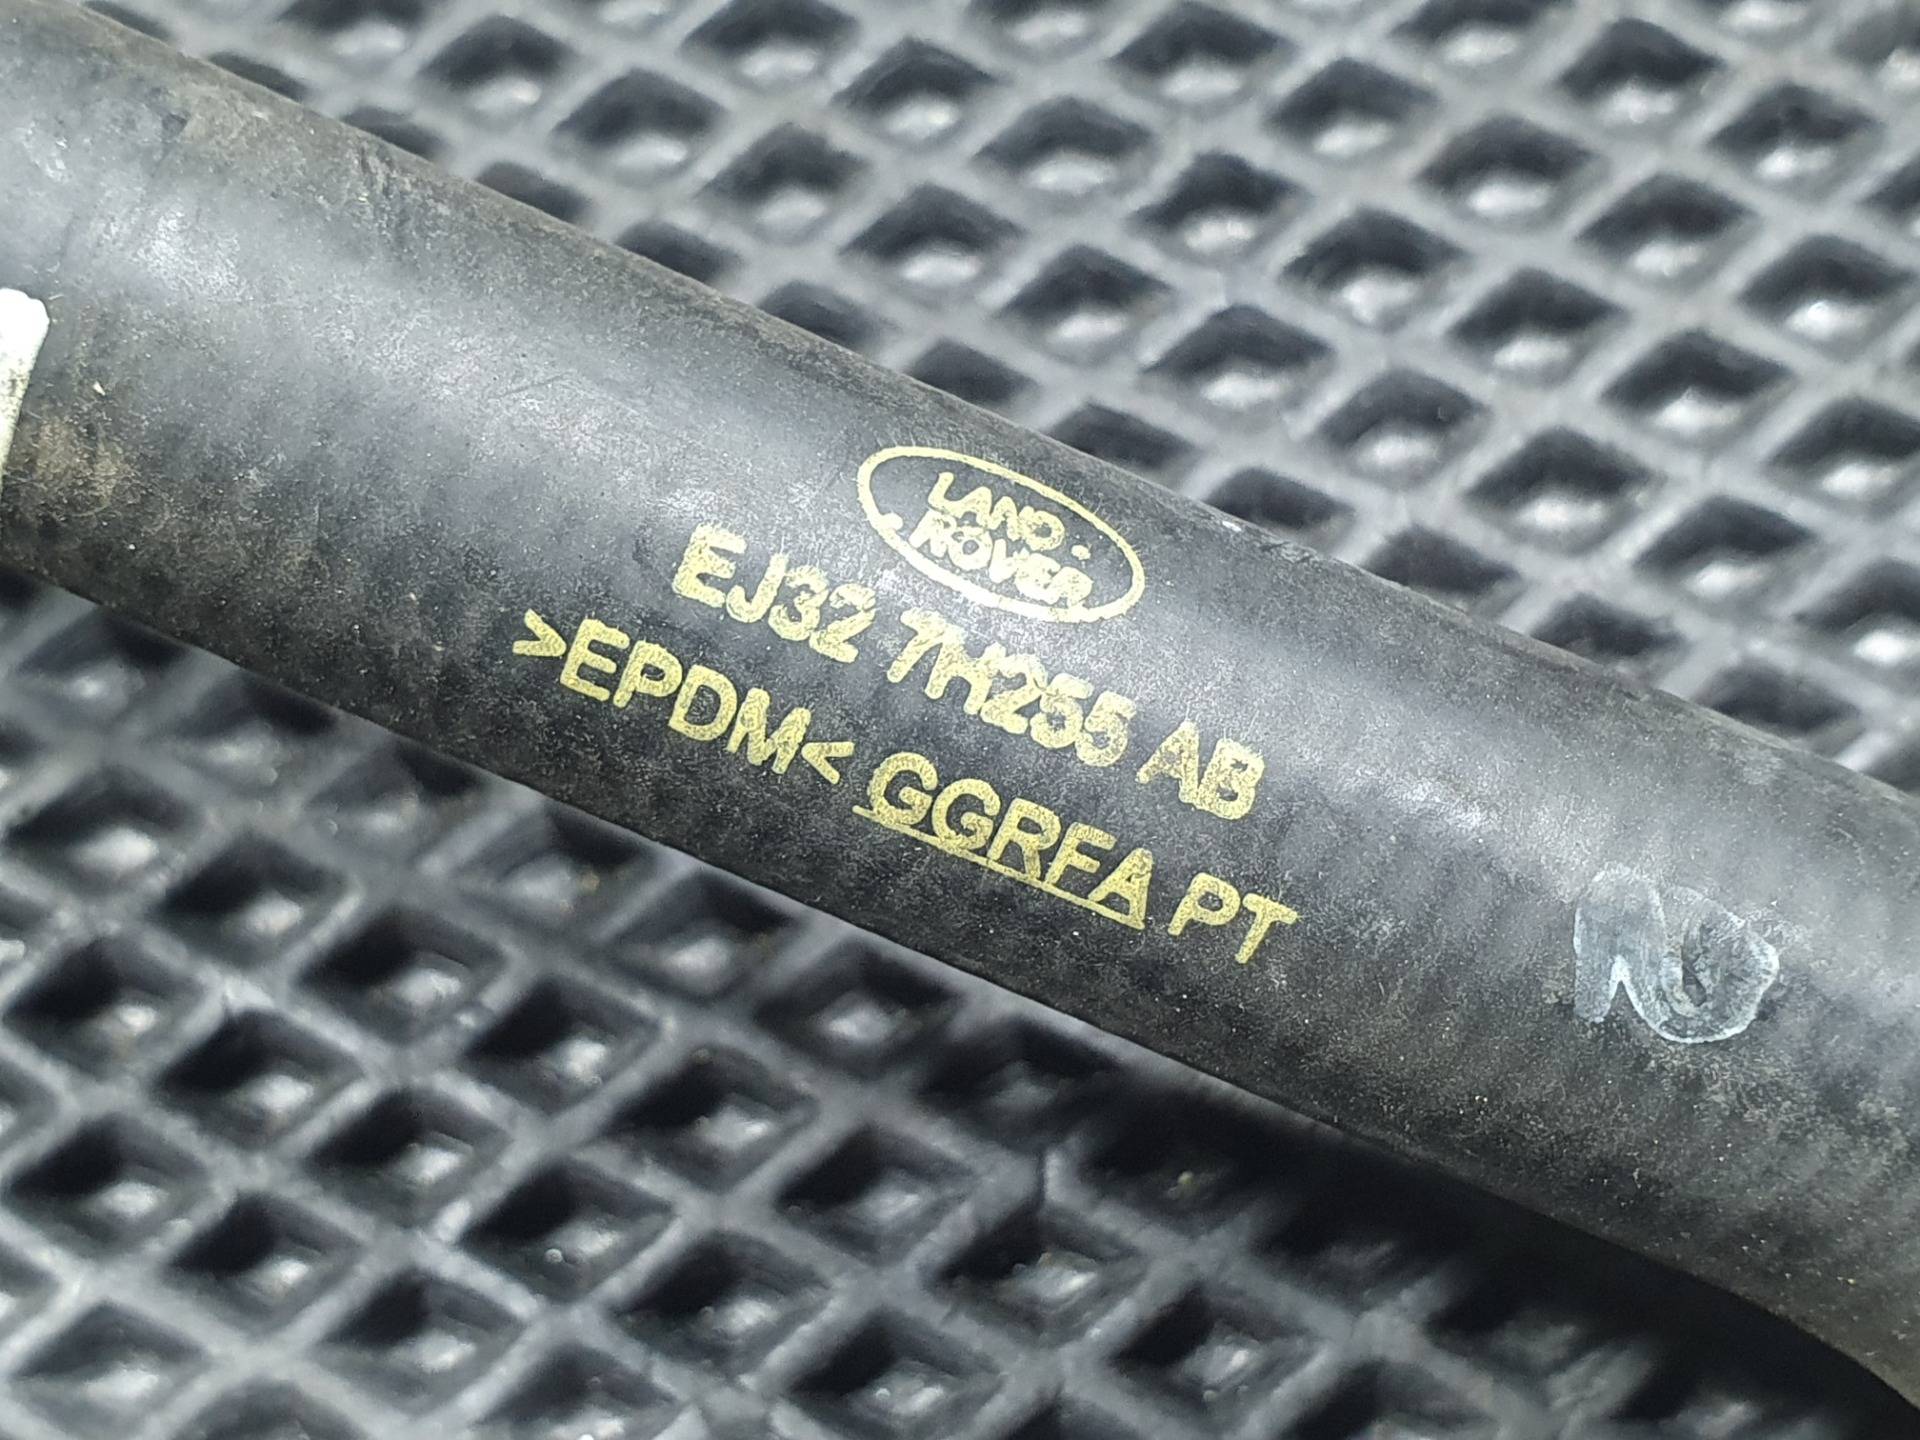 LAND
ROVER
EJ32 7H255 AB
>EPDM< GGRFA PT